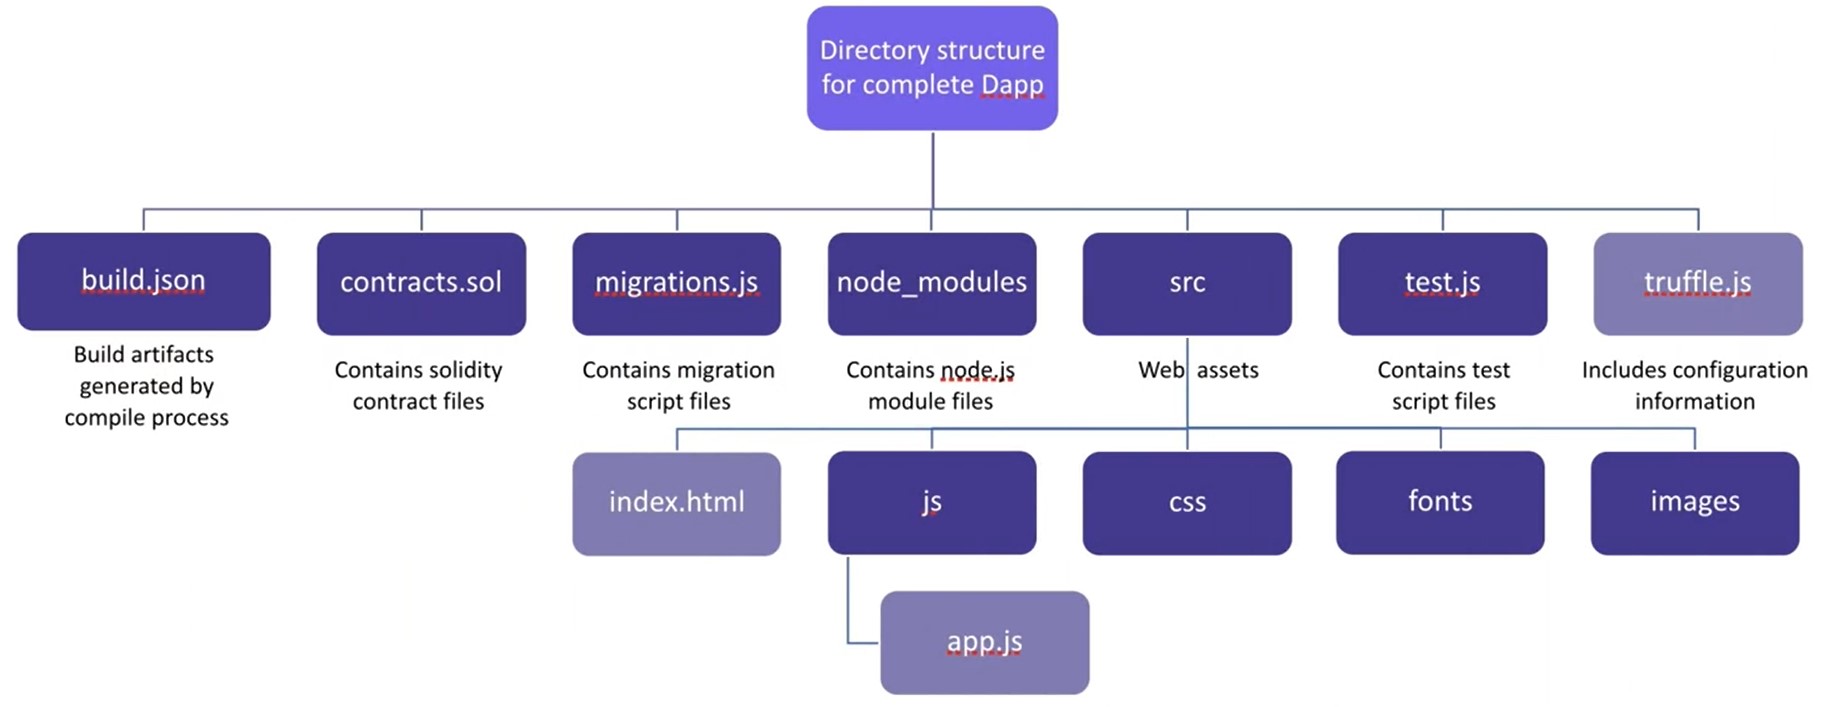 Directory structure
for complete Dapp
build.json
contracts.sol
migrations.js
node_modules
src
test.js
truffle.js
Build artifacts
generated by
compile process
Contains solidity
contract files
Contains migration
script files
Contains node.js
module files
Web assets
Contains test
script files
Includes configuration
information
index.html
js
css
fonts
images
app.js